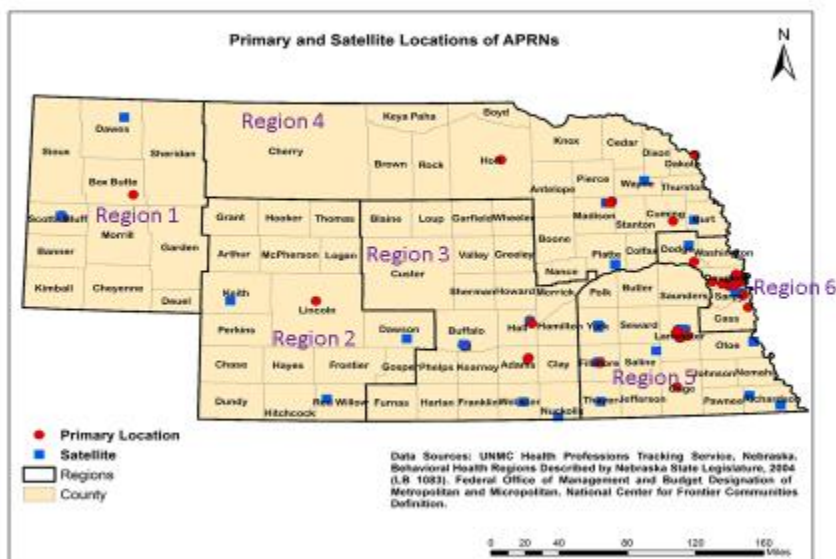 Primary and Satellite Locations of APRNs
N
Region 4
Keya Paha
Boyd
Dawes
Knox
Cedar
Dixon
Dakota
Sioux
Sheridan
Cherry
Brown
Rock
Holt
Pierce
Wayne
Thurston
Antelope
Box Butte
Madison
Stanton
Cuming
Burt
Scotts Bluff
Region 1
Grant
Hooker
Thomas
Blaine
Loup
Garfield
Wheeler
Morrill
Boone
Banner
Garden
Arthur
McPherson
Logan
Region 3
Custer
Valley
Greeley
Platte
Colfax
Dodge
Washington
Nance
Kimball
Cheyenne
Deuel
Keith
Lincoln
Sherman
Howard
Merrick
Polk
Butler
Saunders
Region 6
Cass
Perkins
Region 2
Dawson
Buffalo
Hall
Hamilton
York
Seward
Lancaster
Otoe
Chase
Hayes
Frontier
Gosper
Phelps
Kearney
Adams
Clay
Fillmore
Saline
Region 5
Johnson
Nemaha
Dundy
Hitchcock
Red Willow
Furnas
Harlan
Franklin
Webster
Nuckolls
Thayer
Jefferson
Gage
Pawnee
Richardson
Primary Location
Satellite
Regions
County
Data Sources: UNMC Health Professions Tracking Service, Nebraska.
Behavioral Health Regions Described by Nebraska State Legislature, 2004
(LB 1083). Federal Office of Management and Budget Designation of
Metropolitan and Micropolitan. National Center for Frontier Communities
Definition.
0 20 40 80 120 160
Miles